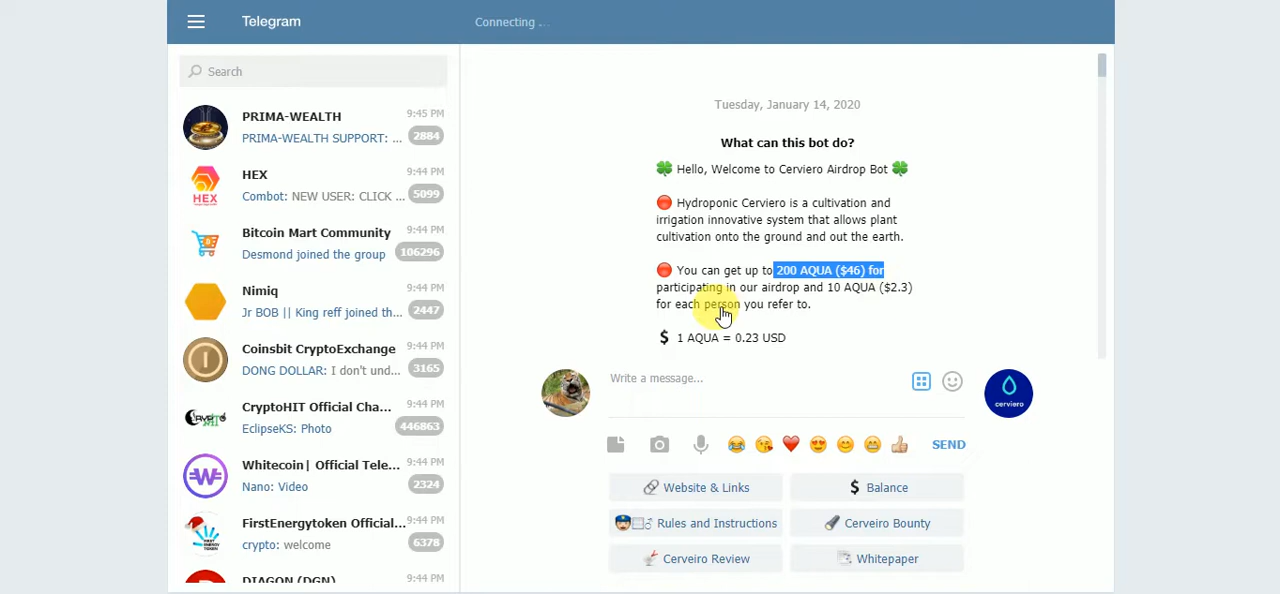 Telegram
Connecting ...
Search
PRIMA-WEALTH 9:45 PM
PRIMA-WEALTH SUPPORT: ... 2884
HEX 9:44 PM
Combot: NEW USER: CLICK ... 5099
Bitcoin Mart Community 9:44 PM
Desmond joined the group 106296
Nimiq 9:44 PM
Jr BOB || King reff joined th... 2447
Coinsbit CryptoExchange 9:44 PM
DONG DOLLAR: I don't und... 3165
CryptoHIT Official Cha... 9:44 PM
EclipseKS: Photo 446863
Whitecoin| Official Tele... 9:44 PM
Nano: Video 2324
FirstEnergytoken Official... 9:44 PM
crypto: welcome 6378
DIAGON (DGN) 9:44 PM
Tuesday, January 14, 2020
What can this bot do?
🍀 Hello, Welcome to Cerviero Airdrop Bot 🍀
🔴 Hydroponic Cerviero is a cultivation and
irrigation innovative system that allows plant
cultivation onto the ground and out the earth.
🔴 You can get up to 200 AQUA ($46) for
participating in our airdrop and 10 AQUA ($2.3)
for each person you refer to.
💲 1 AQUA = 0.23 USD
Write a message...
cerviero
SEND
Website & Links
Balance
Rules and Instructions
Cerveiro Bounty
Cerveiro Review
Whitepaper